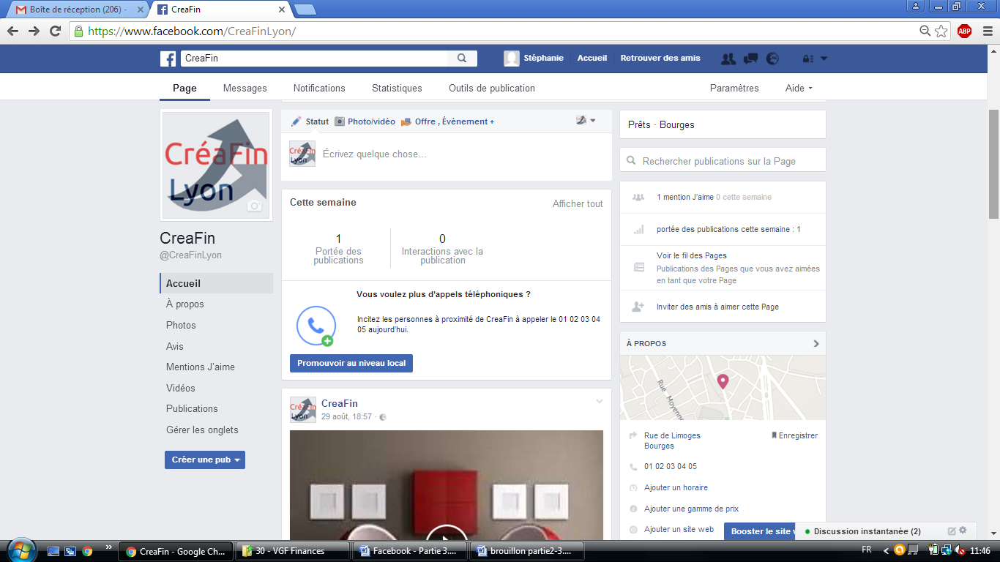 Boîte de réception (206) -
CreaFin
https://www.facebook.com/CreaFinLyon/
ABP
CreaFin
Stéphanie
Accueil
Retrouver des amis
Page
Messages
Notifications
Statistiques
Outils de publication
Paramètres
Aide
CréaFin
Lyon
CreaFin
@CreaFinLyon
Accueil
À propos
Photos
Avis
Mentions J'aime
Vidéos
Publications
Gérer les onglets
Créer une pub
Statut
Photo/vidéo
Offre , Évènement +
CréaFin
Lyon
Écrivez quelque chose...
Cette semaine
Afficher tout
1
Portée des
publications
0
Interactions avec la
publication
Vous voulez plus d'appels téléphoniques ?
Incitez les personnes à proximité de CreaFin à appeler le 01 02 03 04
05 aujourd'hui.
Promouvoir au niveau local
CréaFin
Lyon
CreaFin
29 août, 18:57 ·
Prêts · Bourges
Rechercher publications sur la Page
1 mention J'aime 0 cette semaine
portée des publications cette semaine : 1
Voir le fil des Pages
Publications des Pages que vous avez aimées
en tant que votre Page
Inviter des amis à aimer cette Page
À PROPOS
Rue Moyenne
Rue de Limoges
Bourges
Enregistrer
01 02 03 04 05
Ajouter un horaire
Ajouter une gamme de prix
Ajouter un site web
Booster le site
Discussion instantanée (2)
CreaFin - Google Ch...
30 - VGF Finances
Facebook - Partie 3....
brouillon partie2-3....
FR
11:46